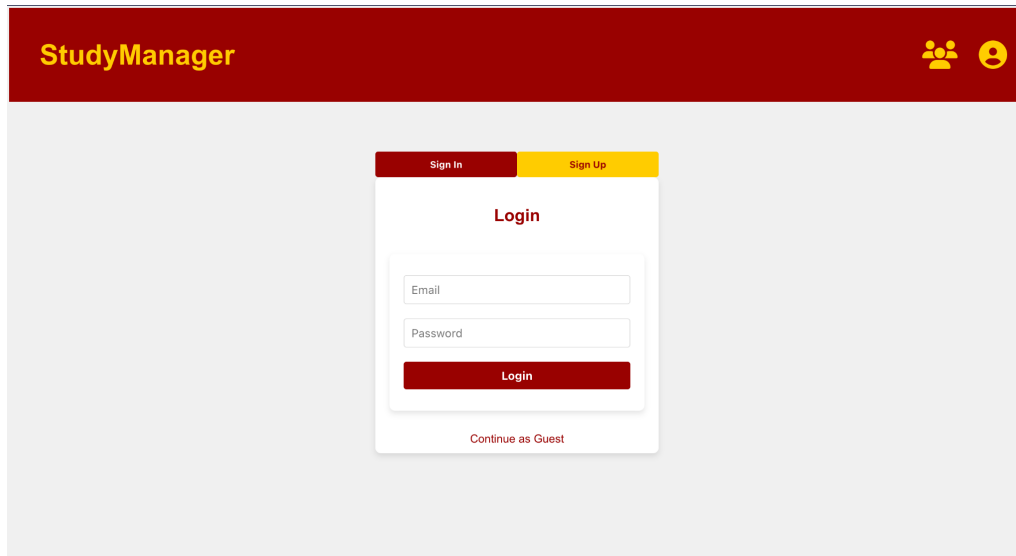 StudyManager
Sign In
Sign Up
Login
Email
Password
Login
Continue as Guest